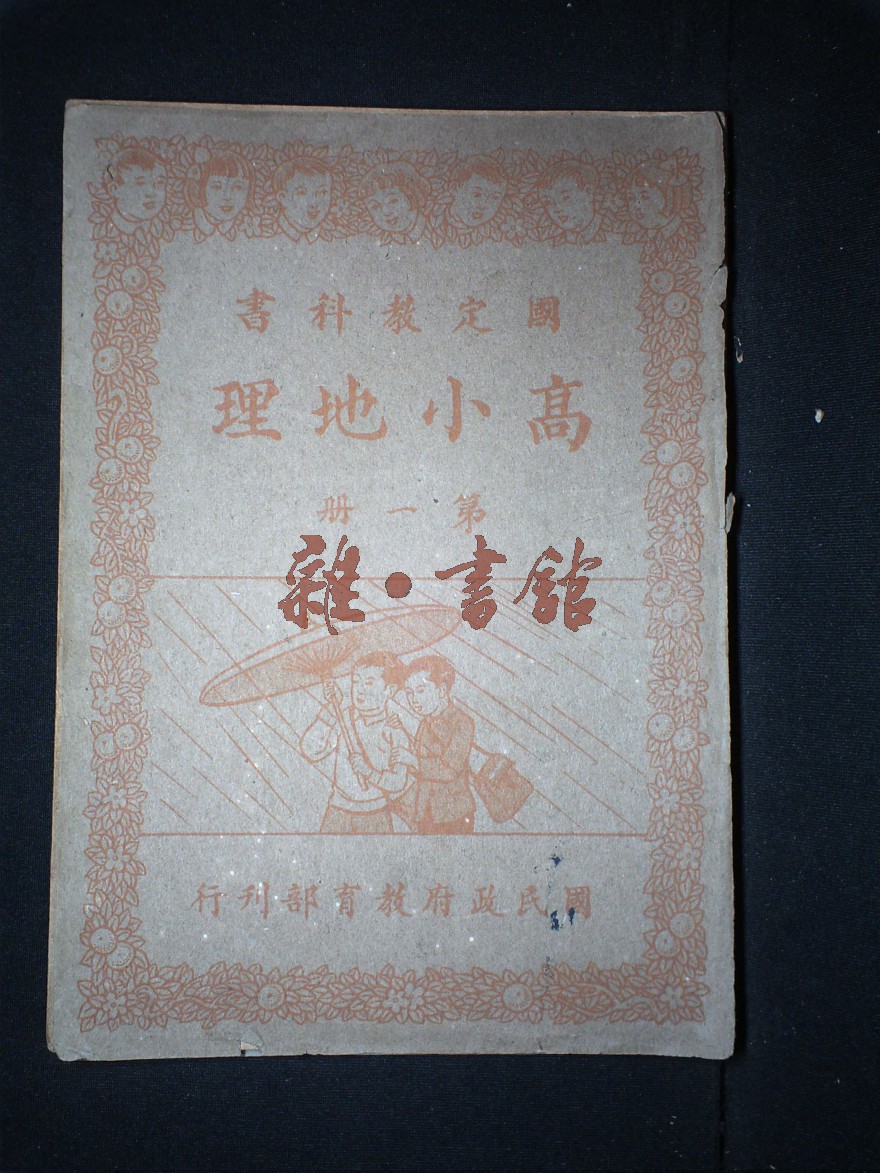 國定教科書
高小地理
第一册
雜•書館
國民政府教育部刊行